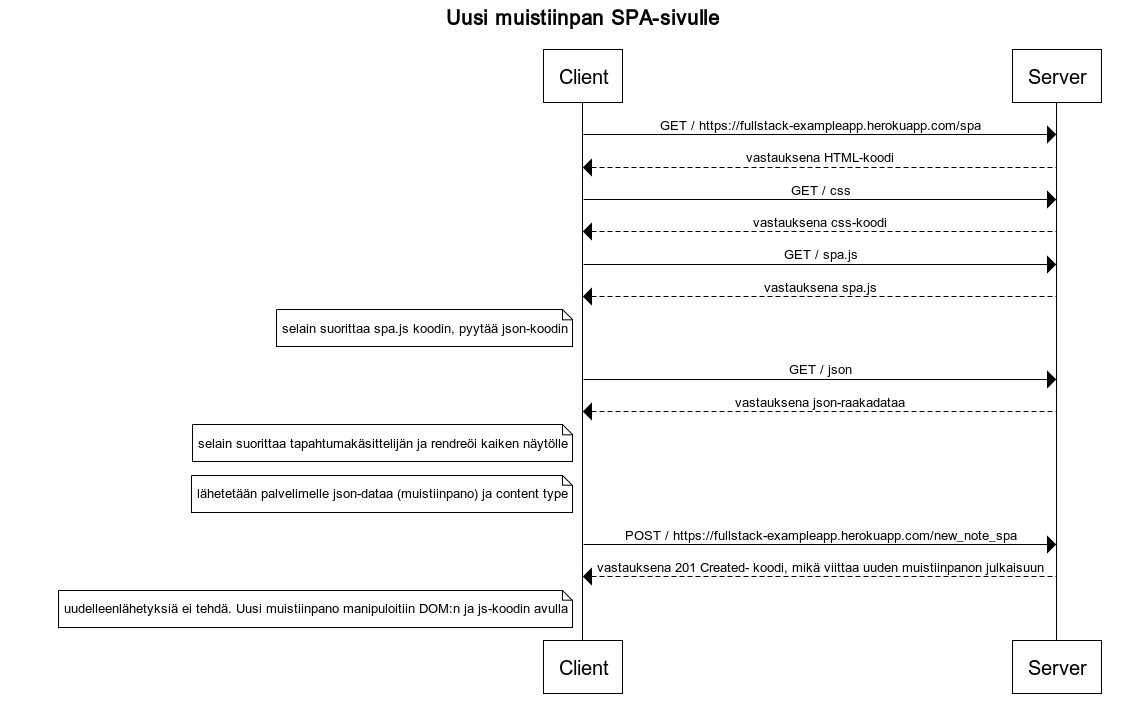 Uusi muistiinpan SPA-sivulle
Client
Server
GET / https://fullstack-exampleapp.herokuapp.com/spa
vastauksena HTML-koodi
GET / css
vastauksena css-koodi
GET / spa.js
vastauksena spa.js
selain suorittaa spa.js koodin, pyytää json-koodin
GET / json
vastauksena json-raakadataa
selain suorittaa tapahtumakäsittelijän ja rendreöi kaiken näytölle
lähetetään palvelimelle json-dataa (muistiinpano) ja content type
POST / https://fullstack-exampleapp.herokuapp.com/new_note_spa
vastauksena 201 Created- koodi, mikä viittaa uuden muistiinpanon julkaisuun
uudelleenlähetyksiä ei tehdä. Uusi muistiinpano manipuloitiin DOM:n ja js-koodin avulla
Client
Server